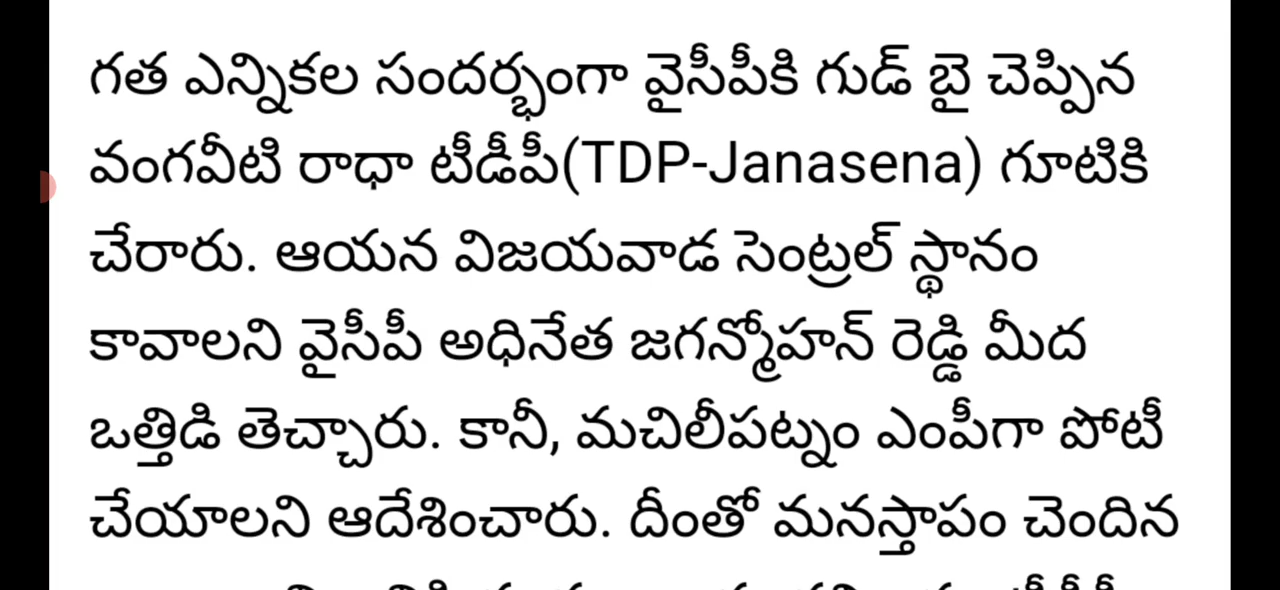 గత ఎన్నికల సందర్భంగా వైసీపీకి గుడ్ బై చెప్పిన
వంగవీటి రాధా టీడీపీ(TDP-Janasena) గూటికి
చేరారు. ఆయన విజయవాడ సెంట్రల్ స్థానం
కావాలని వైసీపీ అధినేత జగన్మోహన్ రెడ్డి మీద
ఒత్తిడి తెచ్చారు. కానీ, మచిలీపట్నం ఎంపీగా పోటీ
చేయాలని ఆదేశించారు. దీంతో మనస్తాపం చెందిన